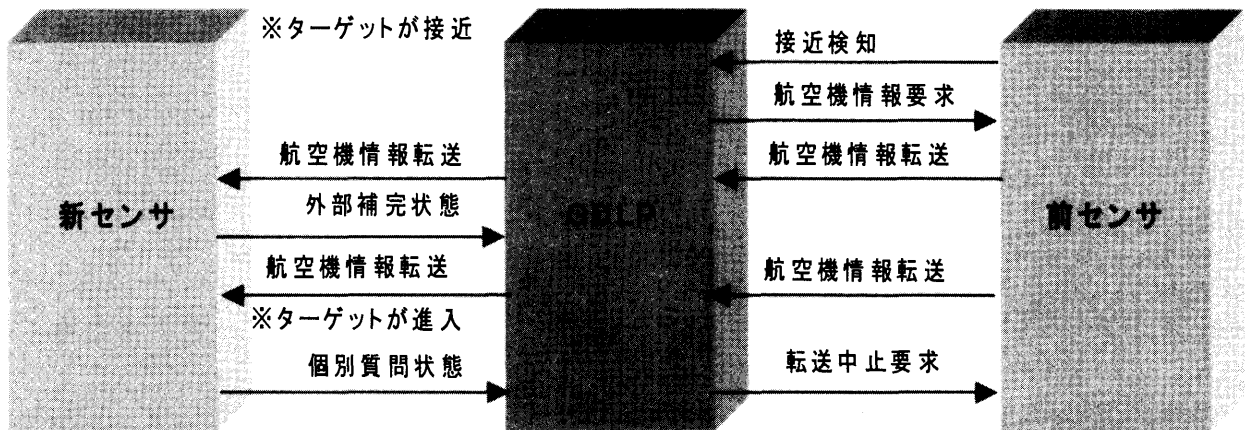 ※ターゲットが接近
接近検知
航空機情報要求
航空機情報転送
航空機情報転送
外部補完状態
新センサ
前センサ
航空機情報転送
航空機情報転送
※ターゲットが進入
個別質問状態
転送中止要求